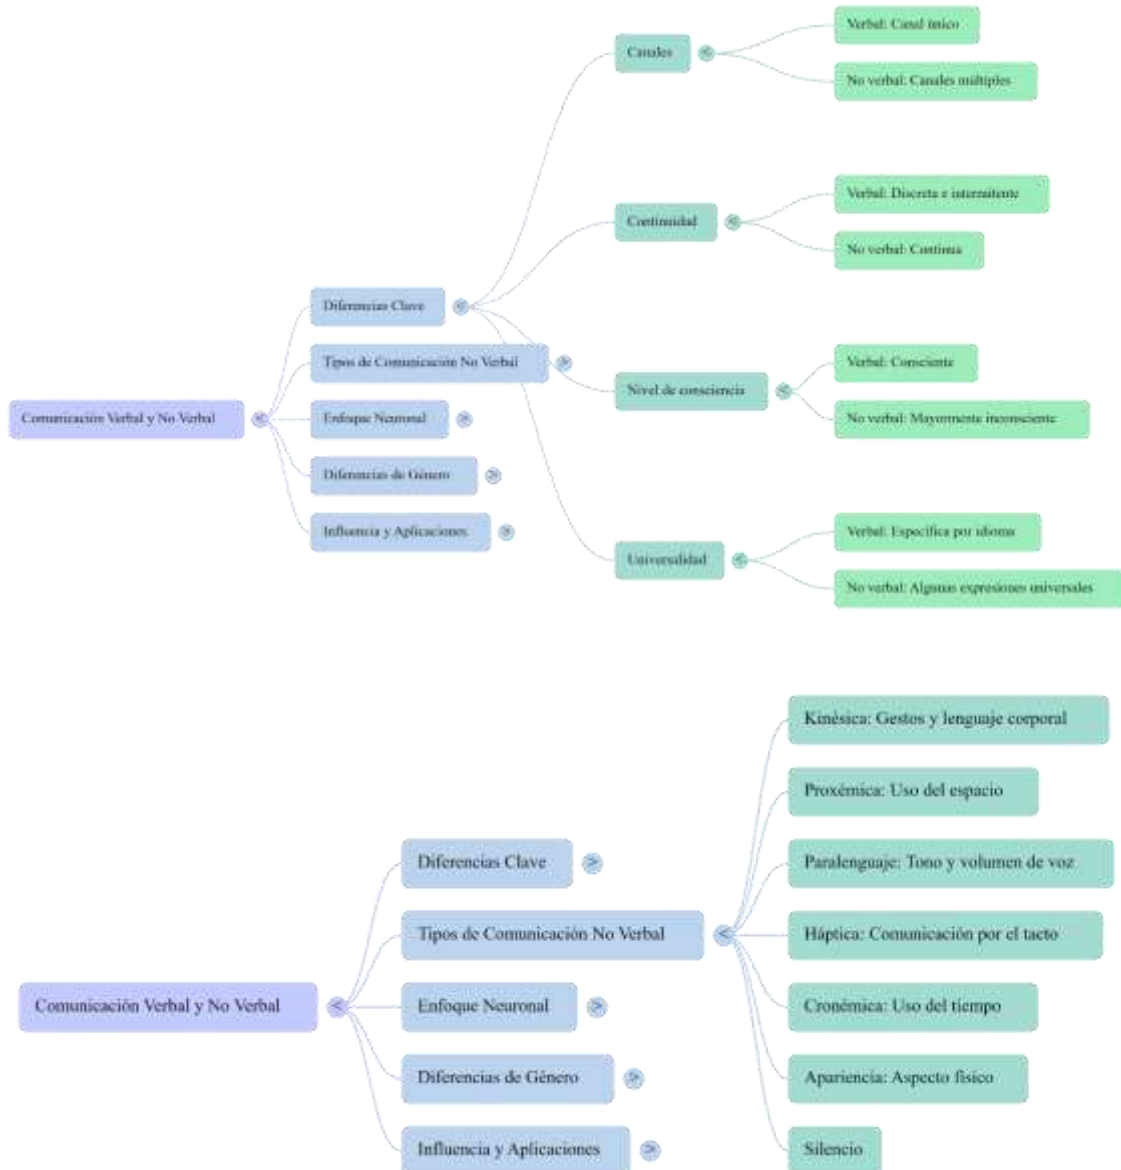 Canales
Verbal: Canal único
No verbal: Canales múltiples
Continuidad
Verbal: Discreta e intermitente
No verbal: Continua
Diferencias Clave
Tipos de Comunicación No Verbal
Nivel de consciencia
Verbal: Consciente
No verbal: Mayormente inconsciente
Comunicación Verbal y No Verbal
Enfoque Neuronal
Diferencias de Género
Influencia y Aplicaciones
Universalidad
Verbal: Específica por idioma
No verbal: Algunas expresiones universales
Kinésica: Gestos y lenguaje corporal
Proxémica: Uso del espacio
Diferencias Clave
Paralenguaje: Tono y volumen de voz
Tipos de Comunicación No Verbal
Háptica: Comunicación por el tacto
Comunicación Verbal y No Verbal
Enfoque Neuronal
Cronémica: Uso del tiempo
Diferencias de Género
Apariencia: Aspecto físico
Influencia y Aplicaciones
Silencio